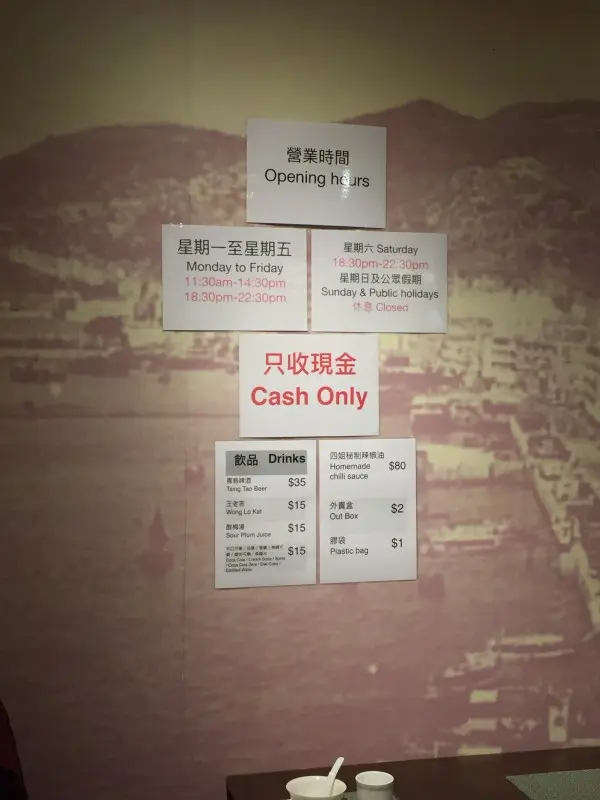 營業時間
Opening hours
星期一至星期五
Monday to Friday
11:30am-14:30pm
18:30pm-22:30pm
星期六 Saturday
18:30pm-22:30pm
星期日及公眾假期
Sunday & Public holidays
休息 Closed
只收現金
Cash Only
飲品 Drinks
青島啤酒 $35
Tsing Tao Beer
王老吉 $15
Wong Lo Kat
酸梅湯 $15
Sour Plum Juice
$15
四姐秘制辣椒油
Homemade $80
chilli sauce
外賣盒 $2
Out Box
膠袋 $1
Plastic bag